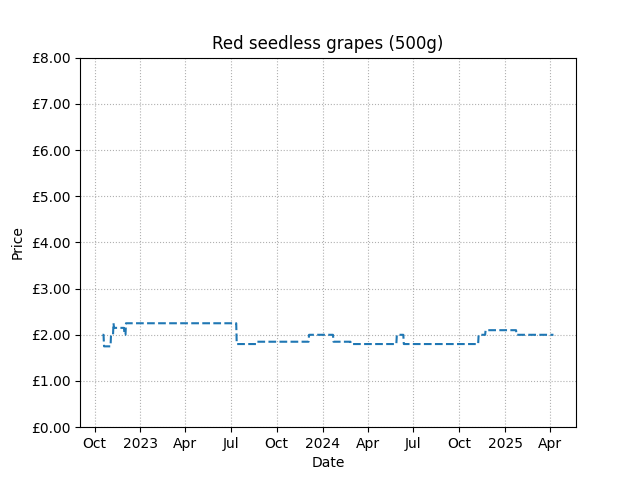 Red seedless grapes (500g)
£8.00
£7.00
£6.00
£5.00
£4.00
£3.00
£2.00
£1.00
£0.00
Price
Oct 2023 Apr Jul Oct 2024 Apr Jul Oct 2025 Apr
Date